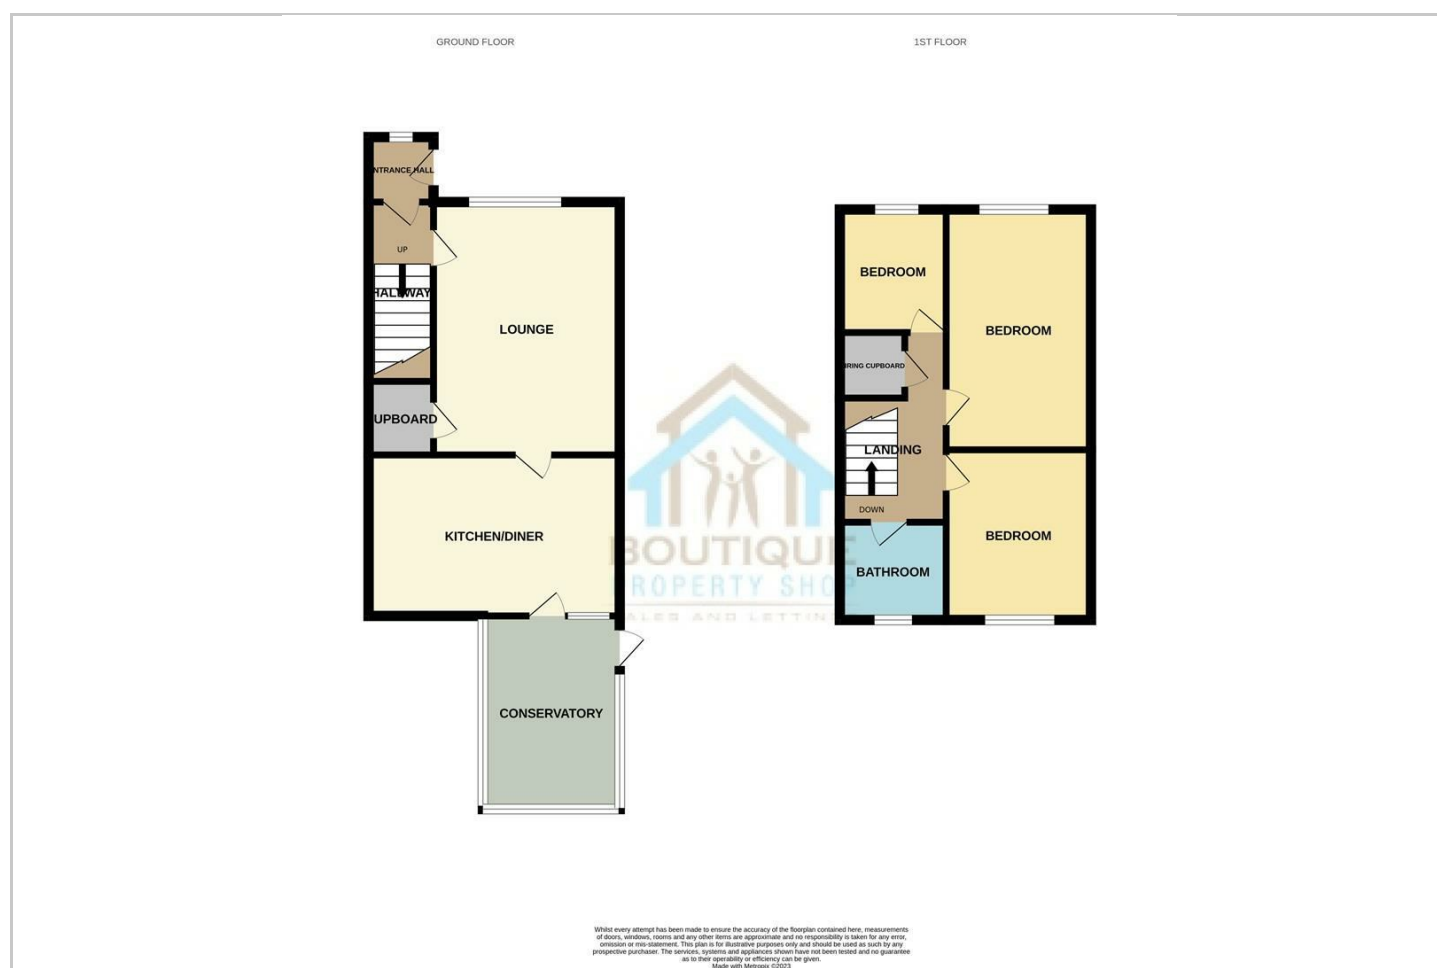 GROUND FLOOR
1ST FLOOR
NTRANCE HALL
UP
HALLWAY
LOUNGE
UPBOARD
KITCHEN/DINER
CONSERVATORY
BEDROOM
BEDROOM
IRING CUPBOARD
LANDING
DOWN
BEDROOM
BATHROOM
BOUTIQUE
PROPERTY SHOP
SALES AND LETTIN
Whilst every attempt has been made to ensure the accuracy of the floorplan contained here, measurements
of doors, windows, rooms and any other items are approximate and no responsibility is taken for any error,
omission or mis-statement. This plan is for illustrative purposes only and should be used as such by any
prospective purchaser. The services, systems and appliances shown have not been tested and no guarantee
as to their operability or efficiency can be given.
Made with Metropix ©2023